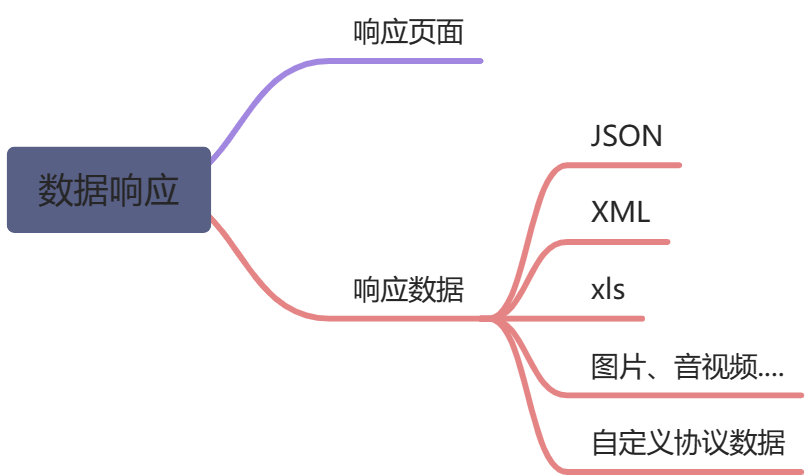 数据响应
响应页面
响应数据
JSON
XML
xls
图片、音视频....
自定义协议数据